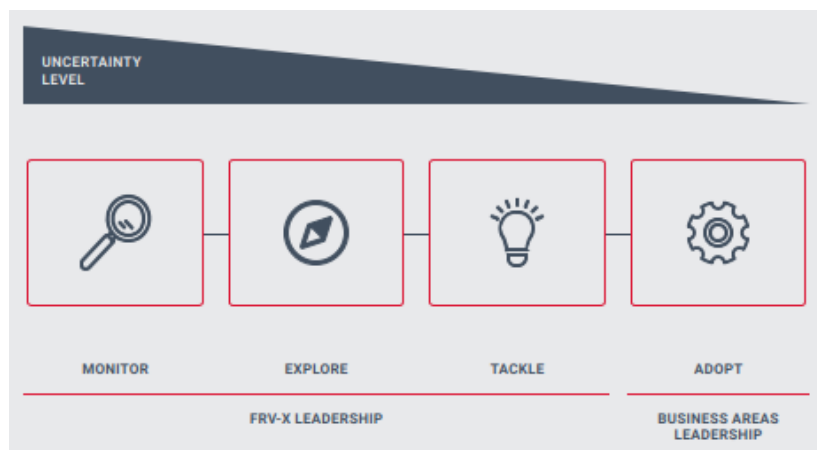 UNCERTAINTY
LEVEL
MONITOR
EXPLORE
TACKLE
ADOPT
FRV-X LEADERSHIP
BUSINESS AREAS
LEADERSHIP